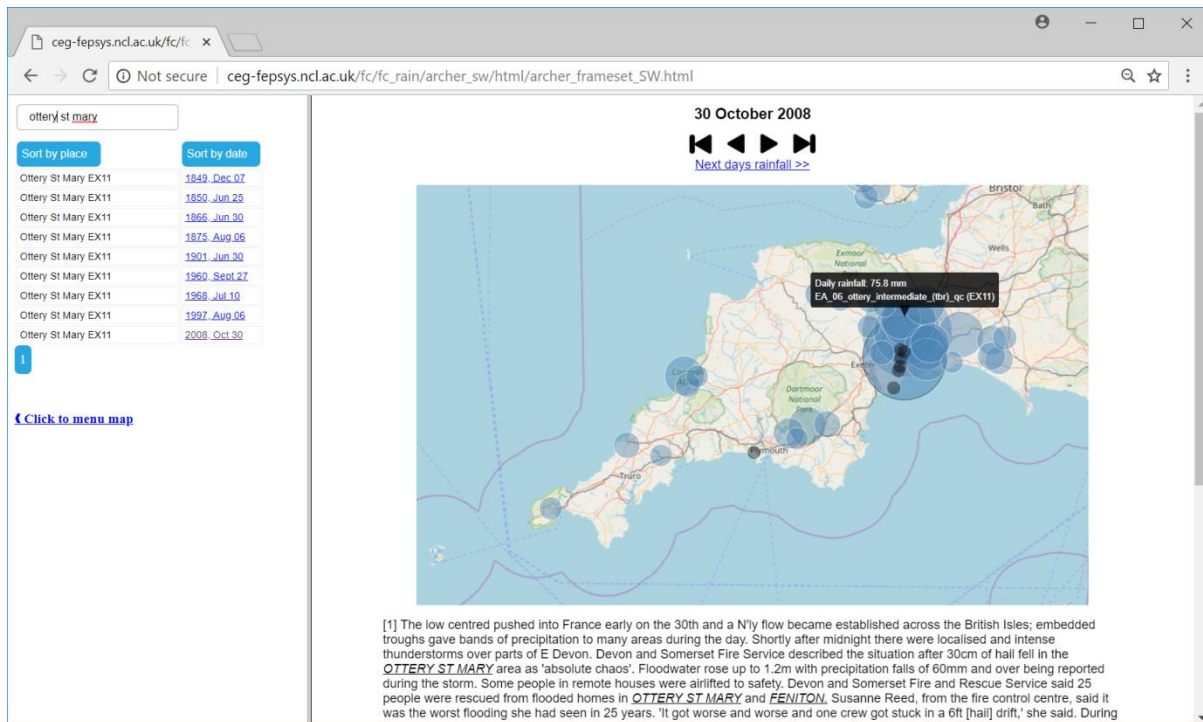 ceg-fepsys.ncl.ac.uk/fc/fc
Not secure
ceg-fepsys.ncl.ac.uk/fc/fc_rain/archer_sw/html/archer_frameset_SW.html
ottery st mary
Sort by place Sort by date
Ottery St Mary EX11 1849, Dec 07
Ottery St Mary EX11 1850, Jun 25
Ottery St Mary EX11 1866, Jun 30
Ottery St Mary EX11 1875, Aug 06
Ottery St Mary EX11 1901, Jun 30
Ottery St Mary EX11 1960, Sept 27
Ottery St Mary EX11 1968, Jul 10
Ottery St Mary EX11 1997, Aug 06
Ottery St Mary EX11 2008, Oct 30
1
❰ Click to menu map
30 October 2008
Next days rainfall >>
Bristol
Bath
Wells
Exmoor
National
Daily rainfall: 75.8 mm
EA_06_ottery_intermediate_(tbr)_qc (EX11)
Exeter
Dartmoor
National
Park
Plymouth
Truro
[1] The low centred pushed into France early on the 30th and a N'ly flow became established across the British Isles; embedded
troughs gave bands of precipitation to many areas during the day. Shortly after midnight there were localised and intense
thunderstorms over parts of E Devon. Devon and Somerset Fire Service described the situation after 30cm of hail fell in the
OTTERY ST MARY area as 'absolute chaos'. Floodwater rose up to 1.2m with precipitation falls of 60mm and over being reported
during the storm. Some people in remote houses were airlifted to safety. Devon and Somerset Fire and Rescue Service said 25
people were rescued from flooded homes in OTTERY ST MARY and FENITON. Susanne Reed, from the fire control centre, said it
was the worst flooding she had seen in 25 years. 'It got worse and worse and one crew got stuck in a 6ft [hail] drift,' she said. During